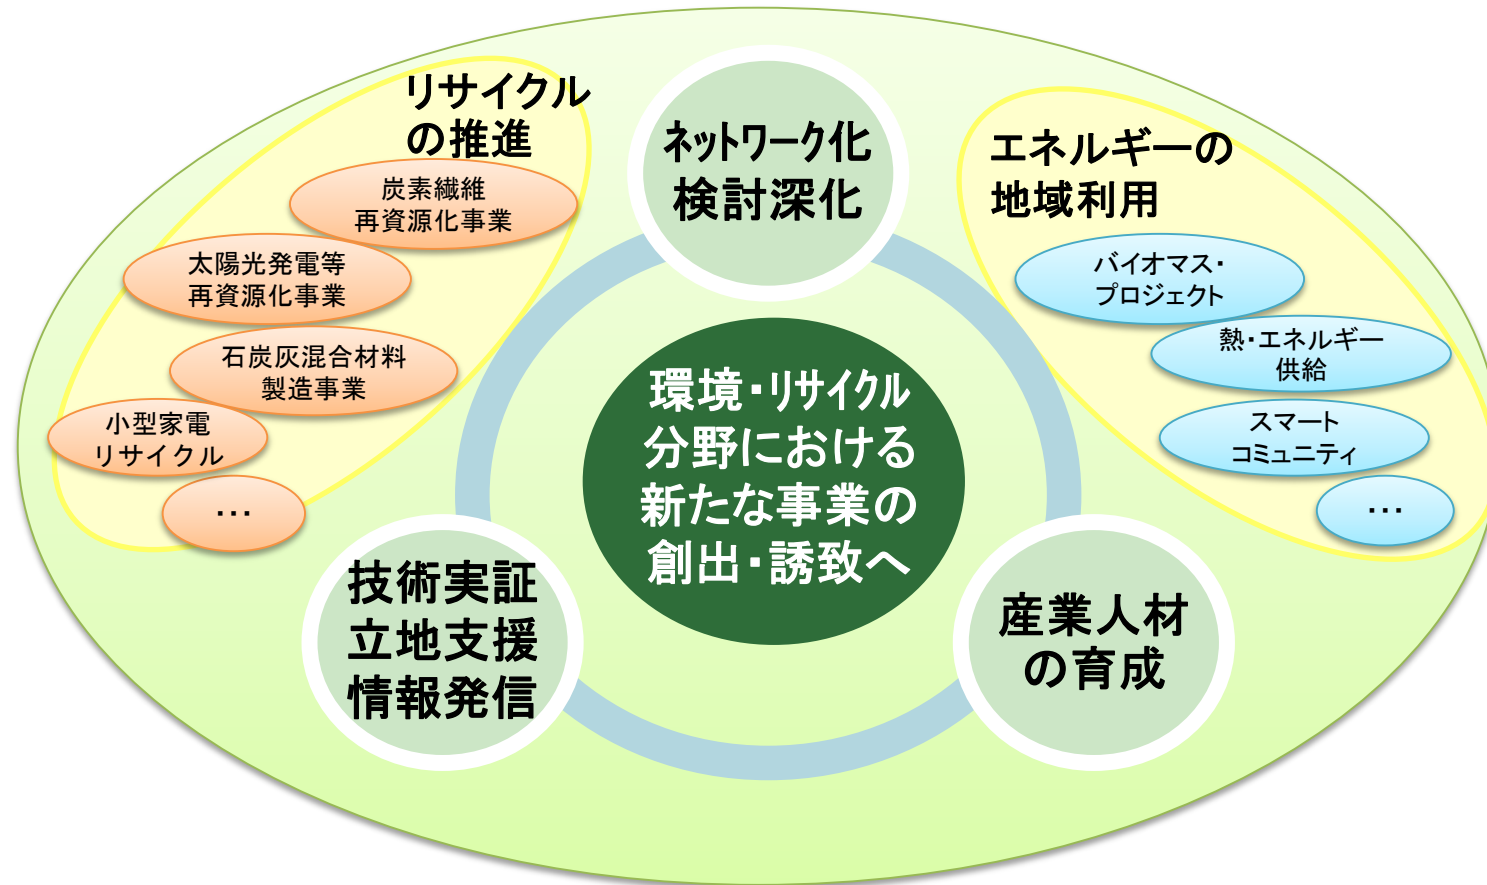 リサイクル
の推進
炭素繊維
再資源化事業
太陽光発電等
再資源化事業
石炭灰混合材料
製造事業
小型家電
リサイクル
･･･
ネットワーク化
検討深化
環境・リサイクル
分野における
新たな事業の
創出・誘致へ
技術実証
立地支援
情報発信
産業人材
の育成
エネルギーの
地域利用
バイオマス・
プロジェクト
熱・エネルギー
供給
スマート
コミュニティ
･･･